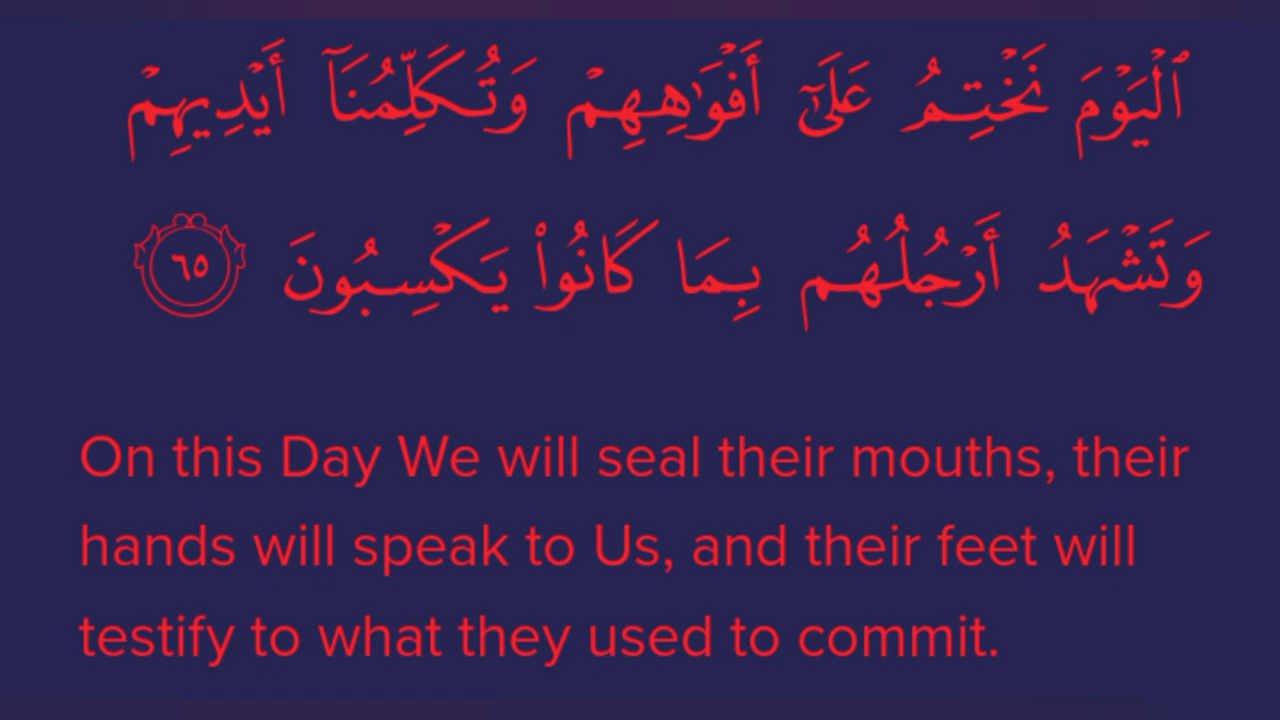 ٱلْيَوْمَ نَخْتِمُ عَلَىٰٓ أَفْوَٰهِهِمْ وَتُكَلِّمُنَآ أَيْدِيهِمْ
وَتَشْهَدُ أَرْجُلُهُم بِمَا كَانُوا۟ يَكْسِبُونَ ٦٥
On this Day We will seal their mouths, their
hands will speak to Us, and their feet will
testify to what they used to commit.